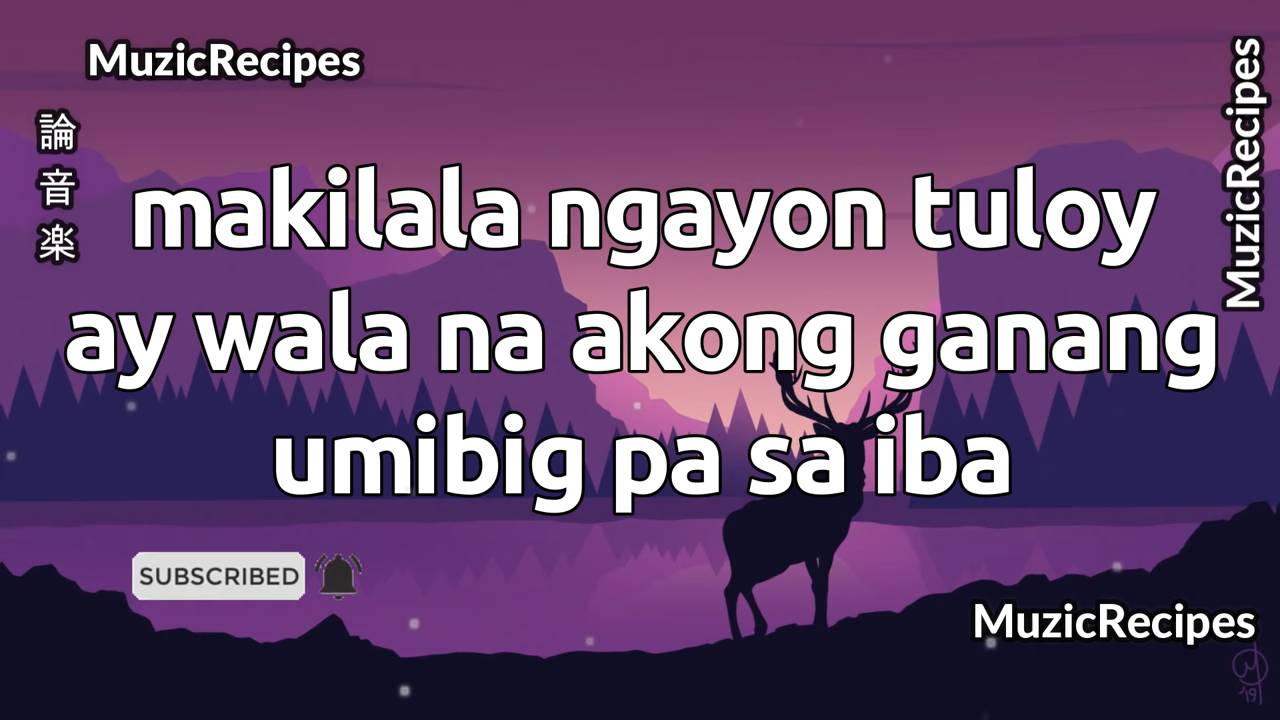 MuzicRecipes
MuzicRecipes
論音楽
makilala ngayon tuloy
ay wala na akong ganang
umibig pa sa iba
SUBSCRIBED
MuzicRecipes
'19